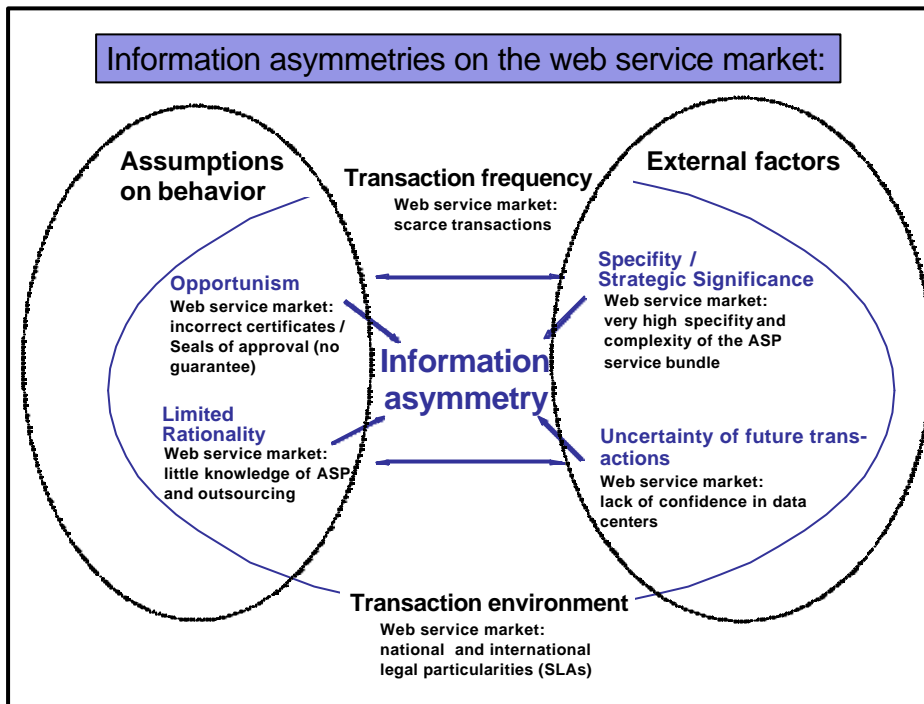 Information asymmetries on the web service market:
Assumptions
on behavior
Transaction frequency
Web service market:
scarce transactions
External factors
Opportunism
Web service market:
incorrect certificates /
Seals of approval (no
guarantee)
Specifity /
Strategic Significance
Web service market:
very high specifity and
complexity of the ASP
service bundle
Information
asymmetry
Limited
Rationality
Web service market:
little knowledge of ASP
and outsourcing
Uncertainty of future trans-
actions
Web service market:
lack of confidence in data
centers
Transaction environment
Web service market:
national and international
legal particularities (SLAs)